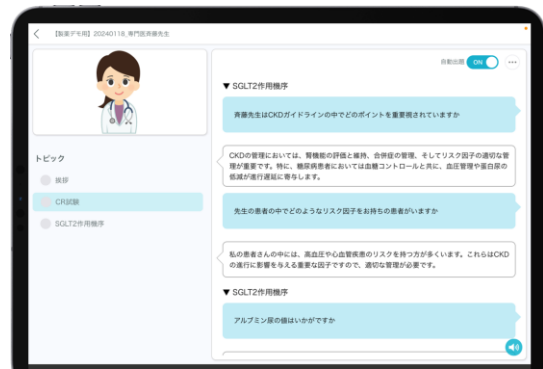 【製薬デモ用】20240118_専門医斉藤先生
自動出題 ON
▼ SGLT2作用機序
斉藤先生はCKDガイドラインの中でどのポイントを重要視されていますか
CKDの管理においては、腎機能の評価と維持、合併症の管理、そしてリスク因子の適切な管
理が重要です。特に、糖尿病患者においては血糖コントロールと共に、血圧管理や蛋白尿の
低減が進行遅延に寄与します。
トピック
挨拶
CR試験
SGLT2作用機序
先生の患者の中でどのようなリスク因子をお持ちの患者がいますか
私の患者さんの中には、高血圧や心血管疾患のリスクを持つ方が多くいます。これらはCKD
の進行に影響を与える重要な因子ですので、適切な管理が必要です。
▼ SGLT2作用機序
アルブミン尿の値はいかがですか